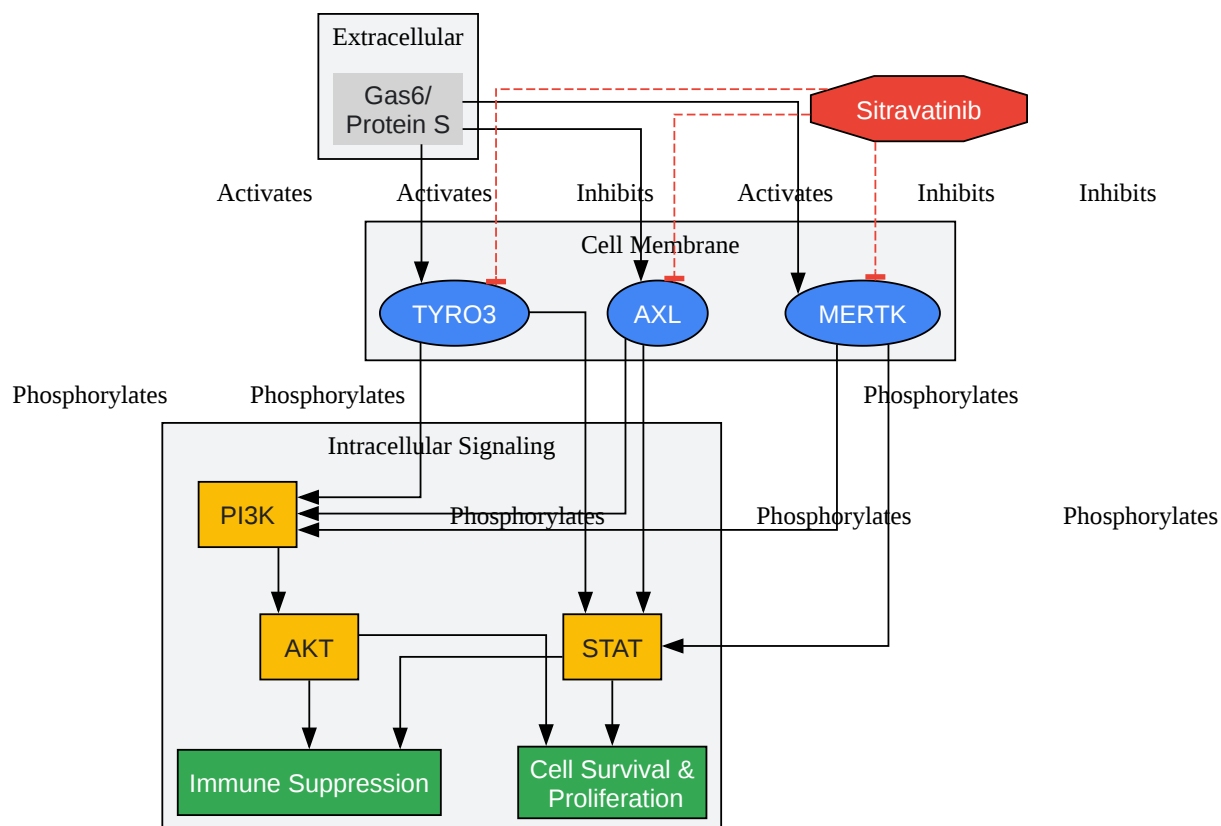 Extracellular
Gas6/
Protein S
Sitravatinib
Activates
Activates
Inhibits
Activates
Inhibits
Inhibits
Cell Membrane
TYRO3
AXL
MERTK
Phosphorylates
Phosphorylates
Phosphorylates
Intracellular Signaling
PI3K
Phosphorylates
Phosphorylates
Phosphorylates
AKT
STAT
Immune Suppression
Cell Survival &
Proliferation